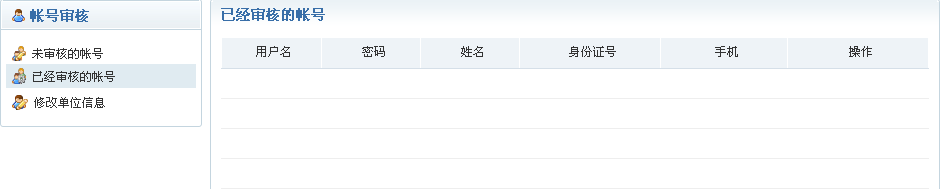 帐号审核
未审核的帐号
已经审核的帐号
修改单位信息
已经审核的帐号
用户名 密码 姓名 身份证号 手机 操作